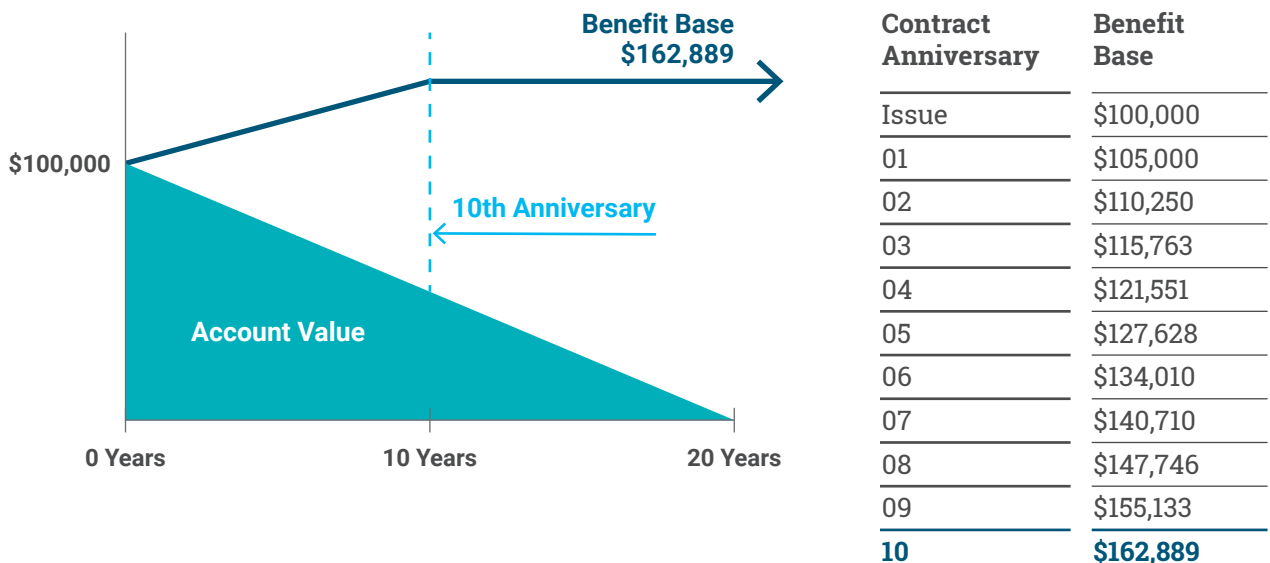 Benefit Base
$162,889
$100,000
10th Anniversary
Account Value
0 Years
10 Years
20 Years
Contract Anniversary Benefit Base
Issue $100,000
01 $105,000
02 $110,250
03 $115,763
04 $121,551
05 $127,628
06 $134,010
07 $140,710
08 $147,746
09 $155,133
10 $162,889